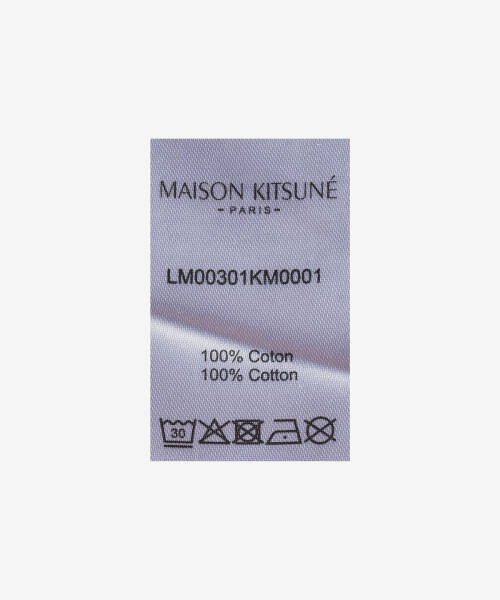 MAISON KITSUNÉ
- PARIS -
LM00301KM0001
100% Coton
100% Cotton
30